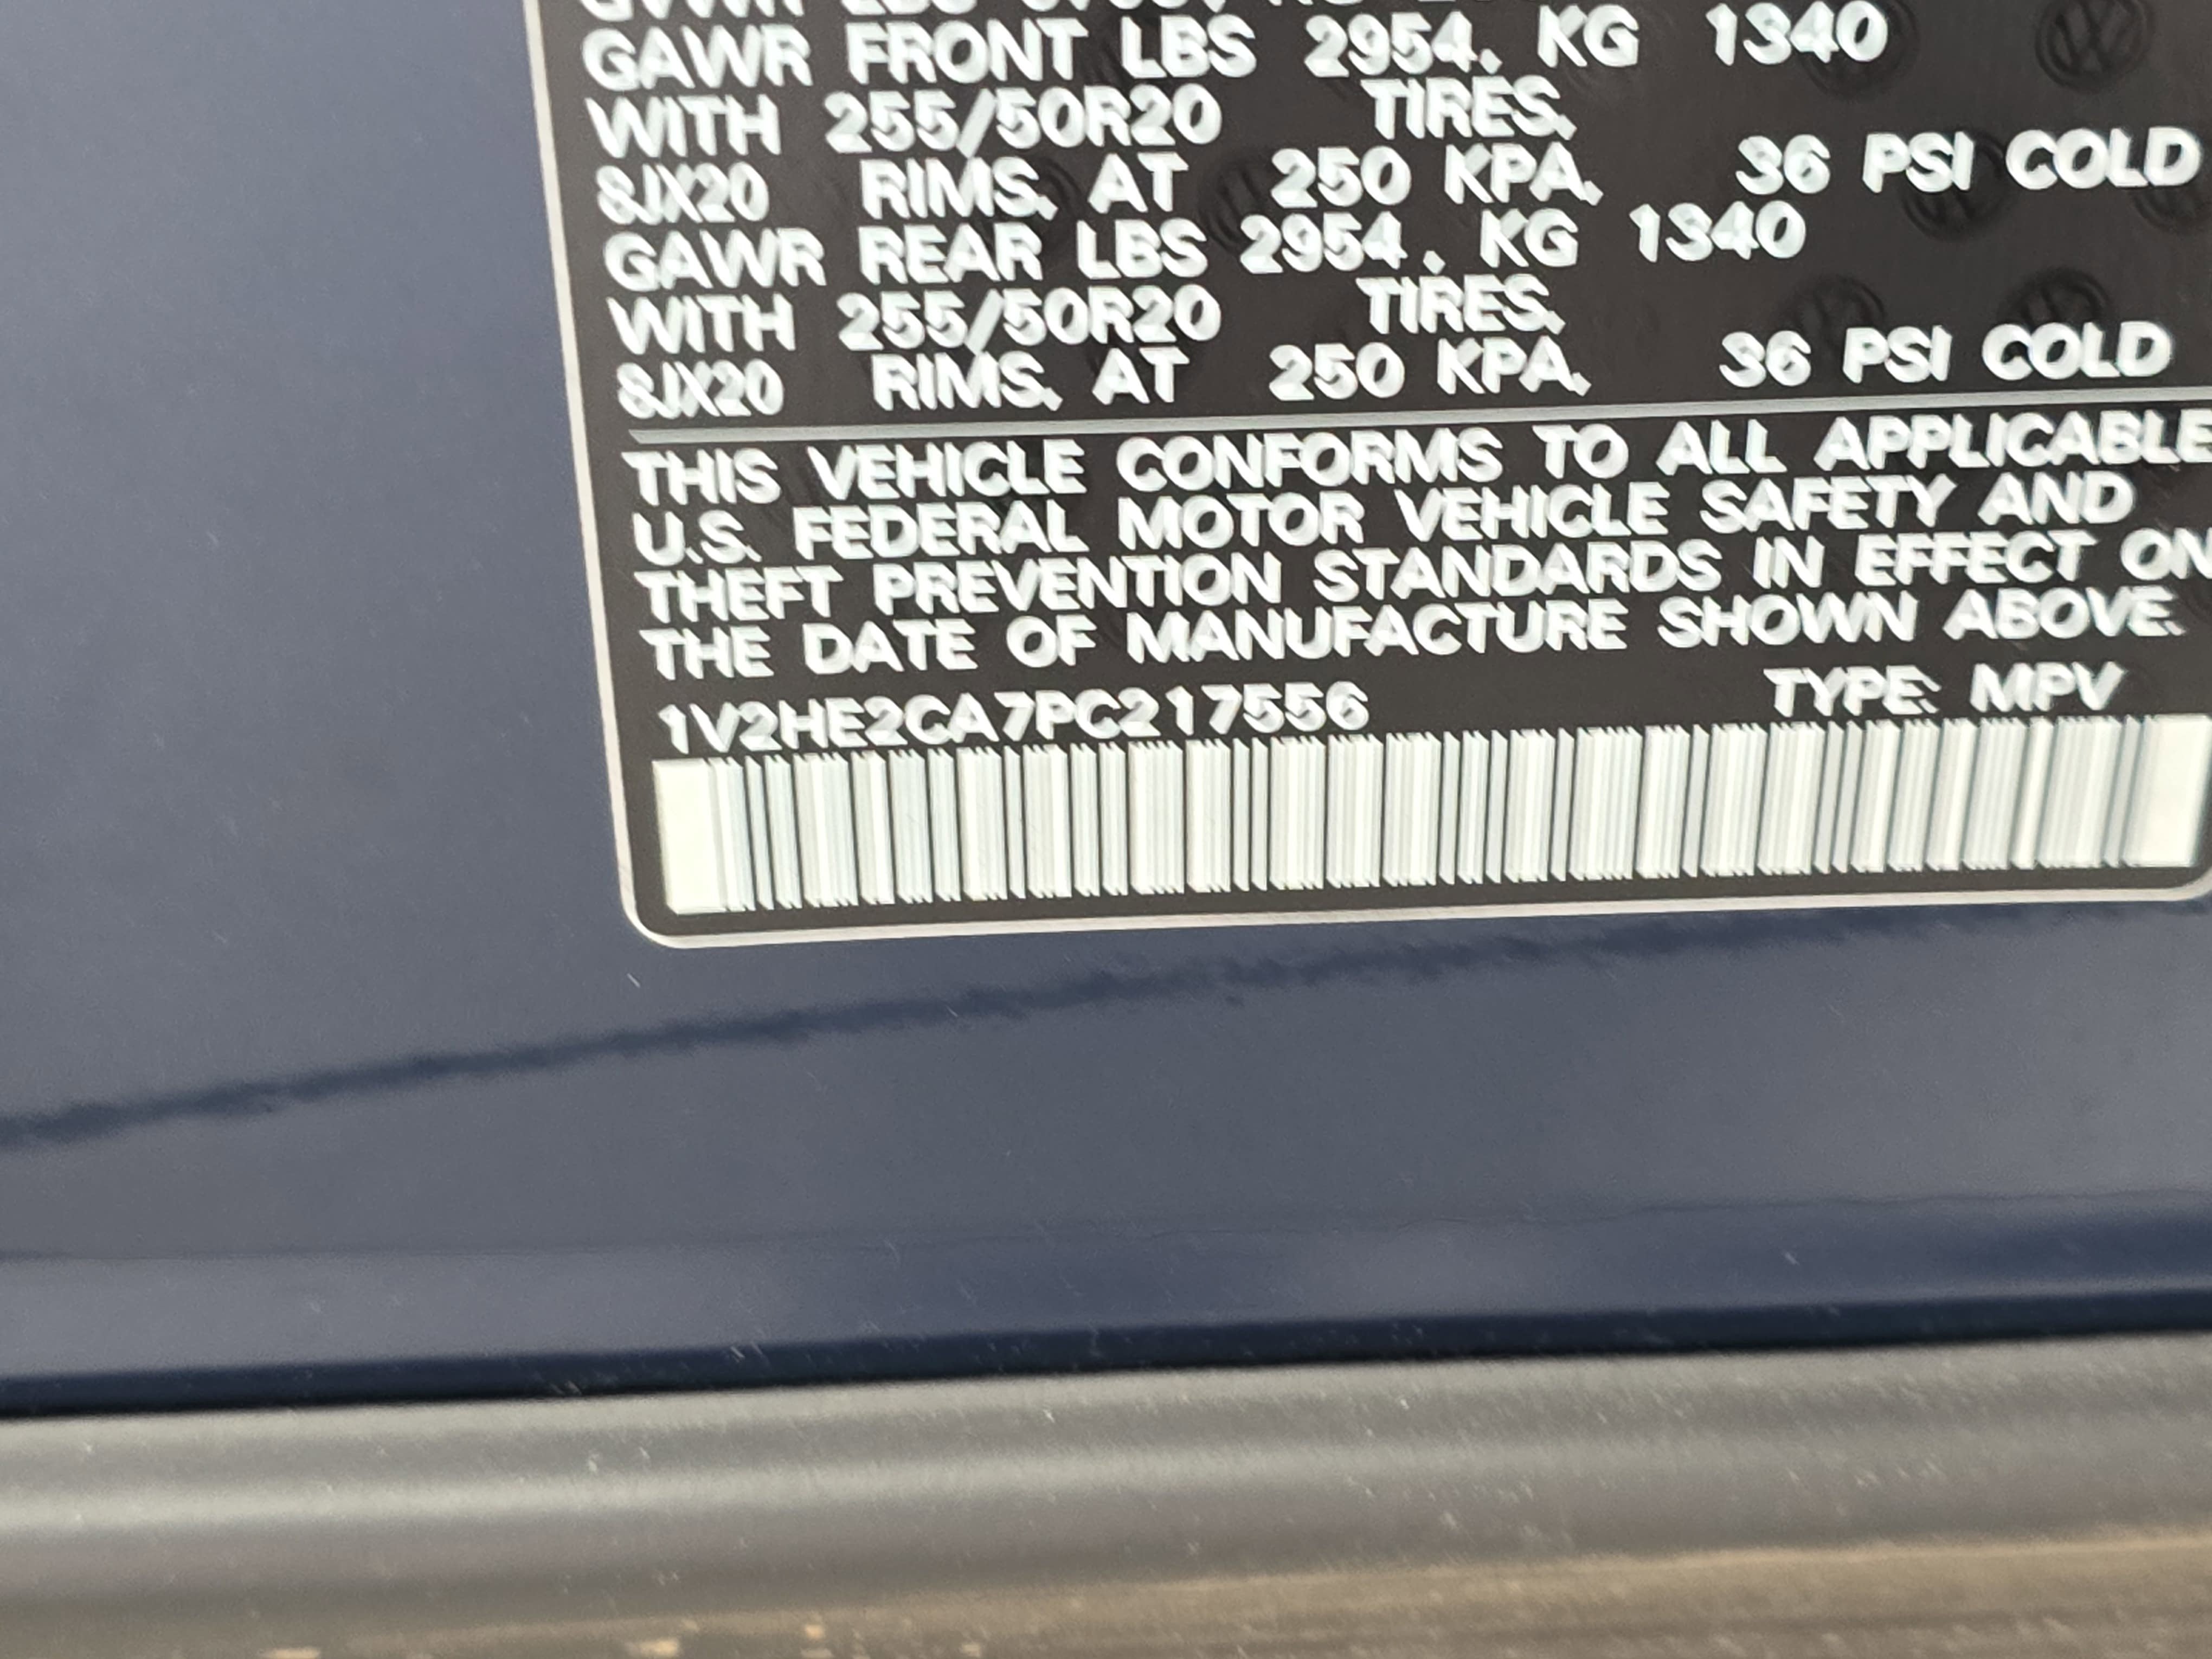 GAWR FRONT LBS 2954. KG 1340
WITH 255/50R20 TIRES,
8JX20 RIMS, AT 250 KPA, 36 PSI COLD
GAWR REAR LBS 2954 . KG 1340
WITH 255/50R20 TIRES,
8JX20 RIMS, AT 250 KPA, 36 PSI COLD
THIS VEHICLE CONFORMS TO ALL APPLICABLE
U.S. FEDERAL MOTOR VEHICLE SAFETY AND
THEFT PREVENTION STANDARDS IN EFFECT ON
THE DATE OF MANUFACTURE SHOWN ABOVE.
1V2HE2CA7PC217556 TYPE: MPV